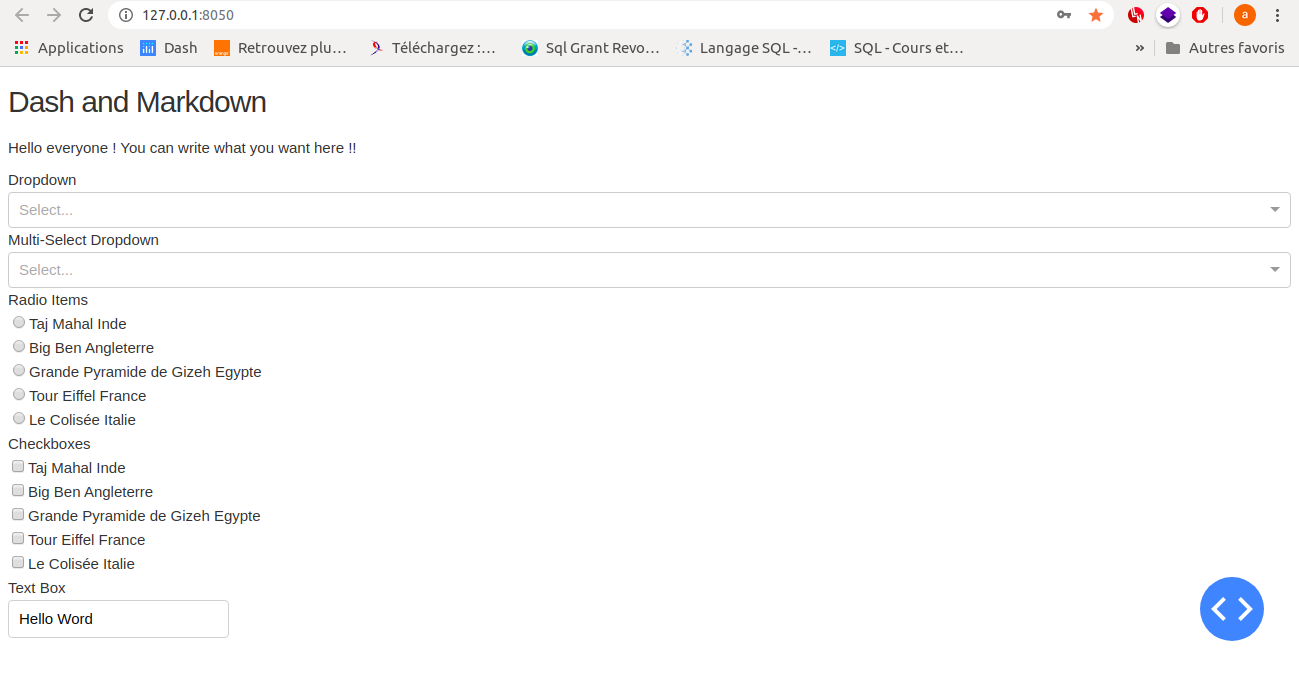 127.0.0.1:8050
a
Applications Dash Retrouvez plu… Téléchargez :… Sql Grant Revo… Langage SQL -… SQL - Cours et… » Autres favoris
Dash and Markdown
Hello everyone ! You can write what you want here !!
Dropdown
Select...
Multi-Select Dropdown
Select...
Radio Items
Taj Mahal Inde
Big Ben Angleterre
Grande Pyramide de Gizeh Egypte
Tour Eiffel France
Le Colisée Italie
Checkboxes
Taj Mahal Inde
Big Ben Angleterre
Grande Pyramide de Gizeh Egypte
Tour Eiffel France
Le Colisée Italie
Text Box
Hello Word